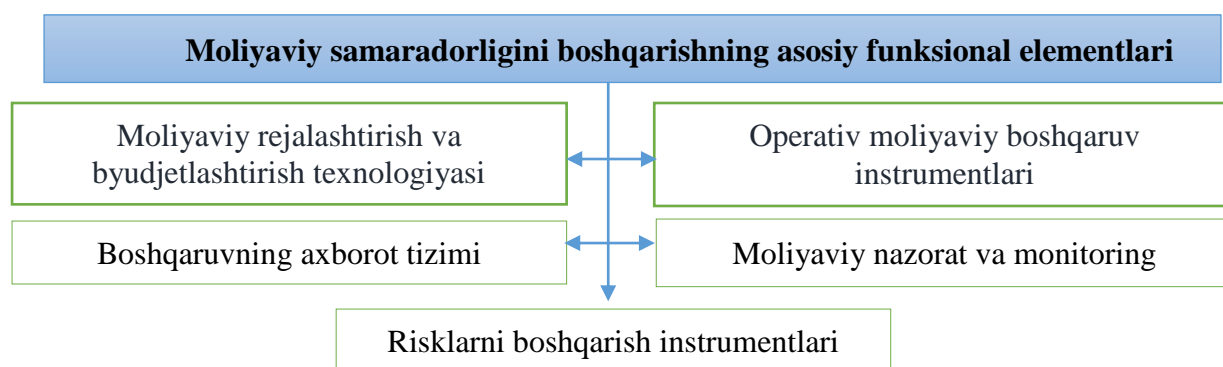 Moliyaviy samaradorligini boshqarishning asosiy funksional elementlari
Moliyaviy rejalashtirish va
byudjetlashtirish texnologiyasi
Operativ moliyaviy boshqaruv
instrumentlari
Boshqaruvning axborot tizimi
Moliyaviy nazorat va monitoring
Risklarni boshqarish instrumentlari